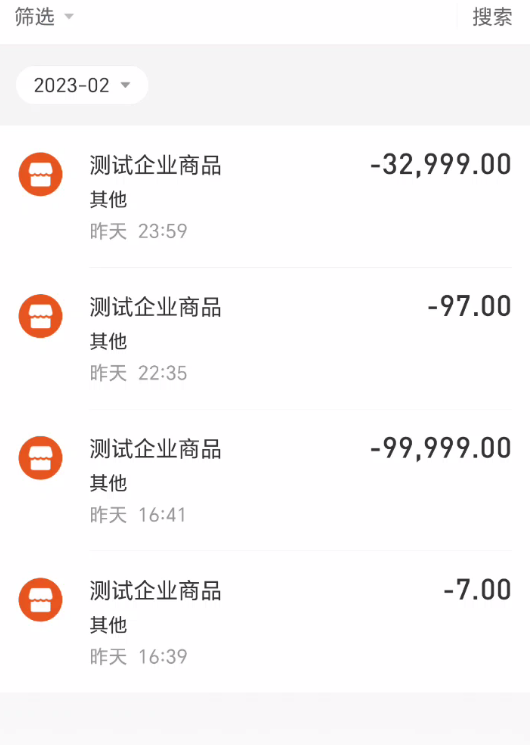 筛选 搜索
2023-02
测试企业商品 -32,999.00
其他
昨天 23:59
测试企业商品 -97.00
其他
昨天 22:35
测试企业商品 -99,999.00
其他
昨天 16:41
测试企业商品 -7.00
其他
昨天 16:39